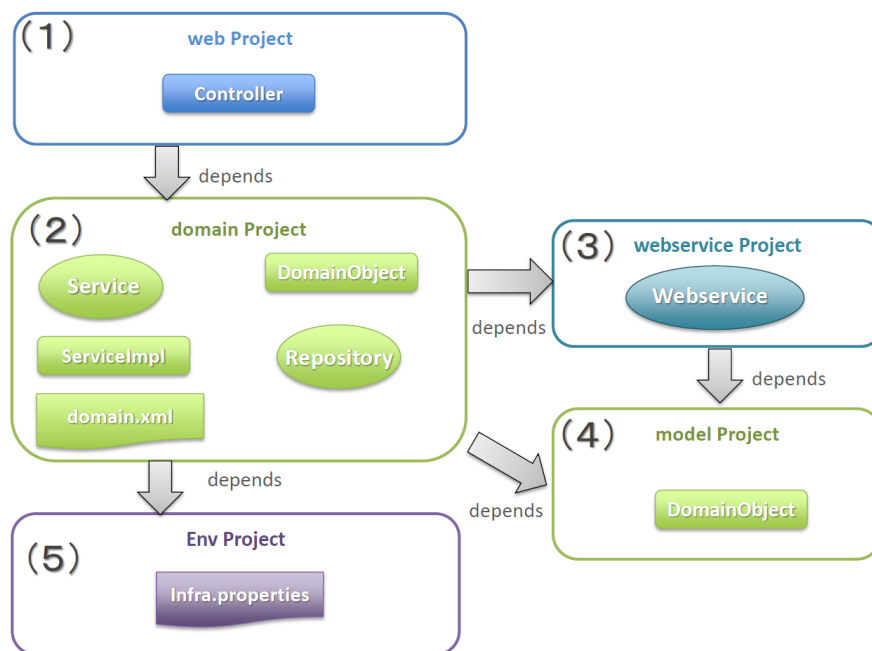 (１)
web Project
Controller
depends
(２)
domain Project
Service
DomainObject
ServiceImpl
Repository
domain.xml
depends
(３)
webservice Project
Webservice
depends
depends
(４)
model Project
DomainObject
depends
(５)
Env Project
Infra.properties